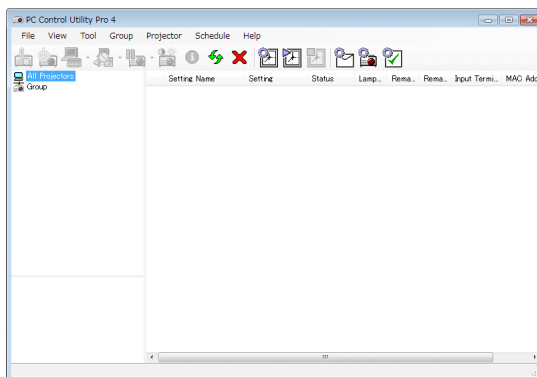 PC Control Utility Pro 4
File View Tool Group Projector Schedule Help
All Projectors
Group
Setting Name Setting Status Lamp... Rema... Rema... Input Termi... MAC Add